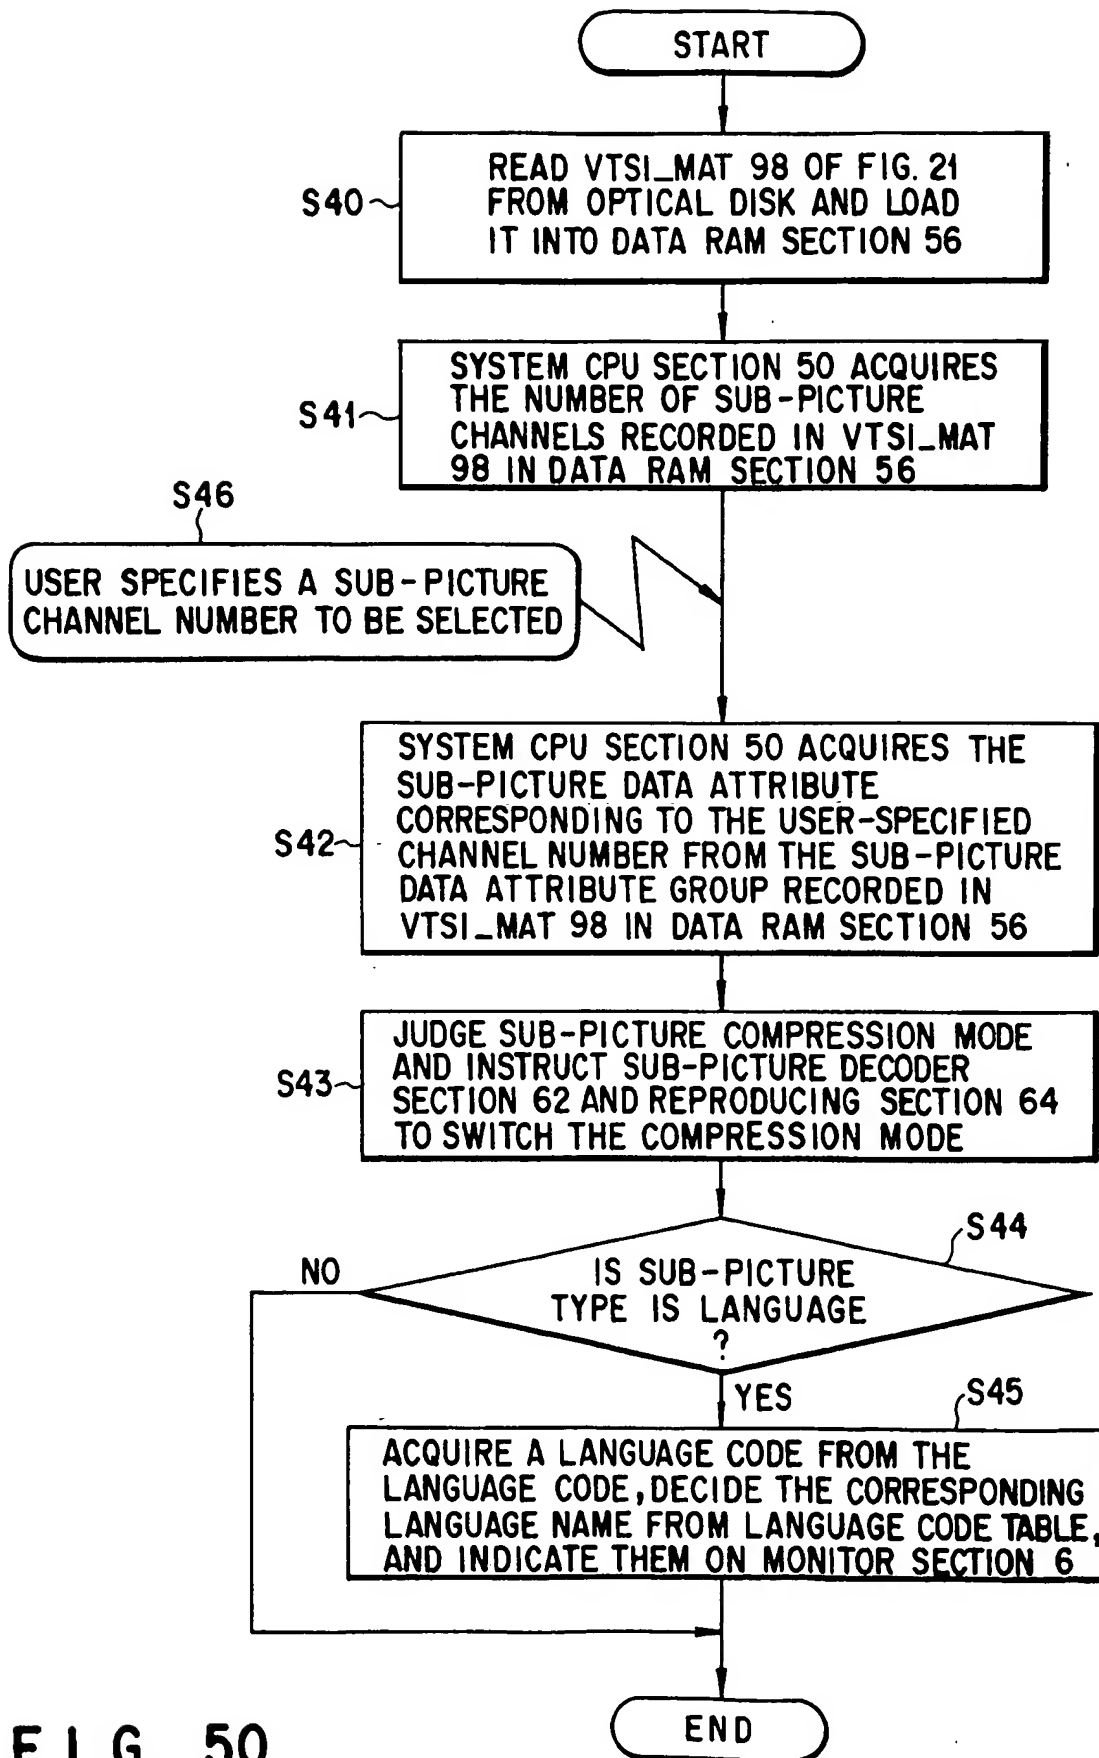 START
READ VTSI_MAT 98 OF FIG. 21
FROM OPTICAL DISK AND LOAD
IT INTO DATA RAM SECTION 56
S40
SYSTEM CPU SECTION 50 ACQUIRES
THE NUMBER OF SUB-PICTURE
CHANNELS RECORDED IN VTSI_MAT
98 IN DATA RAM SECTION 56
S41
S46
USER SPECIFIES A SUB-PICTURE
CHANNEL NUMBER TO BE SELECTED
SYSTEM CPU SECTION 50 ACQUIRES THE
SUB-PICTURE DATA ATTRIBUTE
CORRESPONDING TO THE USER-SPECIFIED
CHANNEL NUMBER FROM THE SUB-PICTURE
DATA ATTRIBUTE GROUP RECORDED IN
VTSI_MAT 98 IN DATA RAM SECTION 56
S42
JUDGE SUB-PICTURE COMPRESSION MODE
AND INSTRUCT SUB-PICTURE DECODER
SECTION 62 AND REPRODUCING SECTION 64
TO SWITCH THE COMPRESSION MODE
S43
S44
NO
IS SUB-PICTURE
TYPE IS LANGUAGE
?
YES
S45
ACQUIRE A LANGUAGE CODE FROM THE
LANGUAGE CODE, DECIDE THE CORRESPONDING
LANGUAGE NAME FROM LANGUAGE CODE TABLE,
AND INDICATE THEM ON MONITOR SECTION 6
END
FIG. 50